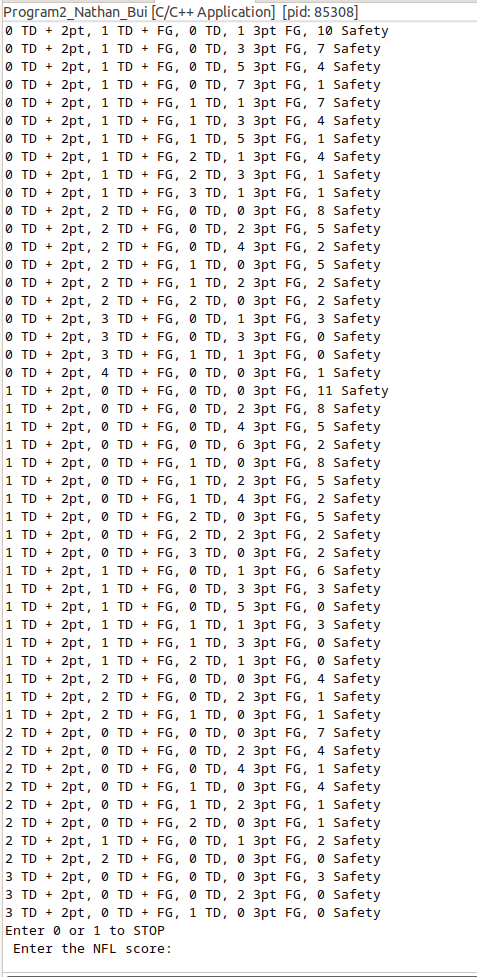 Program2_Nathan_Bui [C/C++ Application] [pid: 85308]
0 TD + 2pt, 1 TD + FG, 0 TD, 1 3pt FG, 10 Safety
0 TD + 2pt, 1 TD + FG, 0 TD, 3 3pt FG, 7 Safety
0 TD + 2pt, 1 TD + FG, 0 TD, 5 3pt FG, 4 Safety
0 TD + 2pt, 1 TD + FG, 0 TD, 7 3pt FG, 1 Safety
0 TD + 2pt, 1 TD + FG, 1 TD, 1 3pt FG, 7 Safety
0 TD + 2pt, 1 TD + FG, 1 TD, 3 3pt FG, 4 Safety
0 TD + 2pt, 1 TD + FG, 1 TD, 5 3pt FG, 1 Safety
0 TD + 2pt, 1 TD + FG, 2 TD, 1 3pt FG, 4 Safety
0 TD + 2pt, 1 TD + FG, 2 TD, 3 3pt FG, 1 Safety
0 TD + 2pt, 1 TD + FG, 3 TD, 1 3pt FG, 1 Safety
0 TD + 2pt, 2 TD + FG, 0 TD, 0 3pt FG, 8 Safety
0 TD + 2pt, 2 TD + FG, 0 TD, 2 3pt FG, 5 Safety
0 TD + 2pt, 2 TD + FG, 0 TD, 4 3pt FG, 2 Safety
0 TD + 2pt, 2 TD + FG, 1 TD, 0 3pt FG, 5 Safety
0 TD + 2pt, 2 TD + FG, 1 TD, 2 3pt FG, 2 Safety
0 TD + 2pt, 2 TD + FG, 2 TD, 0 3pt FG, 2 Safety
0 TD + 2pt, 3 TD + FG, 0 TD, 1 3pt FG, 3 Safety
0 TD + 2pt, 3 TD + FG, 0 TD, 3 3pt FG, 0 Safety
0 TD + 2pt, 3 TD + FG, 1 TD, 1 3pt FG, 0 Safety
0 TD + 2pt, 4 TD + FG, 0 TD, 0 3pt FG, 1 Safety
1 TD + 2pt, 0 TD + FG, 0 TD, 0 3pt FG, 11 Safety
1 TD + 2pt, 0 TD + FG, 0 TD, 2 3pt FG, 8 Safety
1 TD + 2pt, 0 TD + FG, 0 TD, 4 3pt FG, 5 Safety
1 TD + 2pt, 0 TD + FG, 0 TD, 6 3pt FG, 2 Safety
1 TD + 2pt, 0 TD + FG, 1 TD, 0 3pt FG, 8 Safety
1 TD + 2pt, 0 TD + FG, 1 TD, 2 3pt FG, 5 Safety
1 TD + 2pt, 0 TD + FG, 1 TD, 4 3pt FG, 2 Safety
1 TD + 2pt, 0 TD + FG, 2 TD, 0 3pt FG, 5 Safety
1 TD + 2pt, 0 TD + FG, 2 TD, 2 3pt FG, 2 Safety
1 TD + 2pt, 0 TD + FG, 3 TD, 0 3pt FG, 2 Safety
1 TD + 2pt, 1 TD + FG, 0 TD, 1 3pt FG, 6 Safety
1 TD + 2pt, 1 TD + FG, 0 TD, 3 3pt FG, 3 Safety
1 TD + 2pt, 1 TD + FG, 0 TD, 5 3pt FG, 0 Safety
1 TD + 2pt, 1 TD + FG, 1 TD, 1 3pt FG, 3 Safety
1 TD + 2pt, 1 TD + FG, 1 TD, 3 3pt FG, 0 Safety
1 TD + 2pt, 1 TD + FG, 2 TD, 1 3pt FG, 0 Safety
1 TD + 2pt, 2 TD + FG, 0 TD, 0 3pt FG, 4 Safety
1 TD + 2pt, 2 TD + FG, 0 TD, 2 3pt FG, 1 Safety
1 TD + 2pt, 2 TD + FG, 1 TD, 0 3pt FG, 1 Safety
2 TD + 2pt, 0 TD + FG, 0 TD, 0 3pt FG, 7 Safety
2 TD + 2pt, 0 TD + FG, 0 TD, 2 3pt FG, 4 Safety
2 TD + 2pt, 0 TD + FG, 0 TD, 4 3pt FG, 1 Safety
2 TD + 2pt, 0 TD + FG, 1 TD, 0 3pt FG, 4 Safety
2 TD + 2pt, 0 TD + FG, 1 TD, 2 3pt FG, 1 Safety
2 TD + 2pt, 0 TD + FG, 2 TD, 0 3pt FG, 1 Safety
2 TD + 2pt, 1 TD + FG, 0 TD, 1 3pt FG, 2 Safety
2 TD + 2pt, 2 TD + FG, 0 TD, 0 3pt FG, 0 Safety
3 TD + 2pt, 0 TD + FG, 0 TD, 0 3pt FG, 3 Safety
3 TD + 2pt, 0 TD + FG, 0 TD, 2 3pt FG, 0 Safety
3 TD + 2pt, 0 TD + FG, 1 TD, 0 3pt FG, 0 Safety
Enter 0 or 1 to STOP
Enter the NFL score: